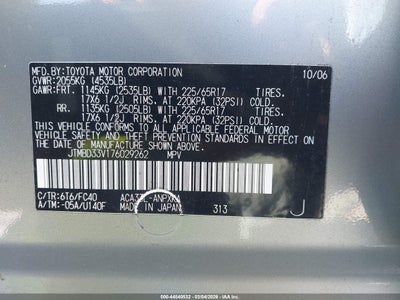 MFD.BY:TOYOTA MOTOR CORPORATION 10/06
GVWR:2055KG (4535LB)
GAWR:FRT. 1145KG (2535LB) WITH 225/65R17 TIRES,
17X6 1/2J RIMS, AT 220KPA (32PSI) COLD.
RR. 1135KG (2505LB) WITH 225/65R17 TIRES,
17X6 1/2J RIMS, AT 220KPA (32PSI) COLD.
THIS VEHICLE CONFORMS TO ALL APPLICABLE FEDERAL MOTOR
VEHICLE SAFETY, BUMPER, AND THEFT PREVENTION STANDARDS IN EFFECT ON
THE DATE OF MANUFACTURE SHOWN ABOVE.
JTMBD33V176029262 MPV
C/TR:6T6/FC40
A/TM:-05A/U140F MADE IN JAPAN 313 J